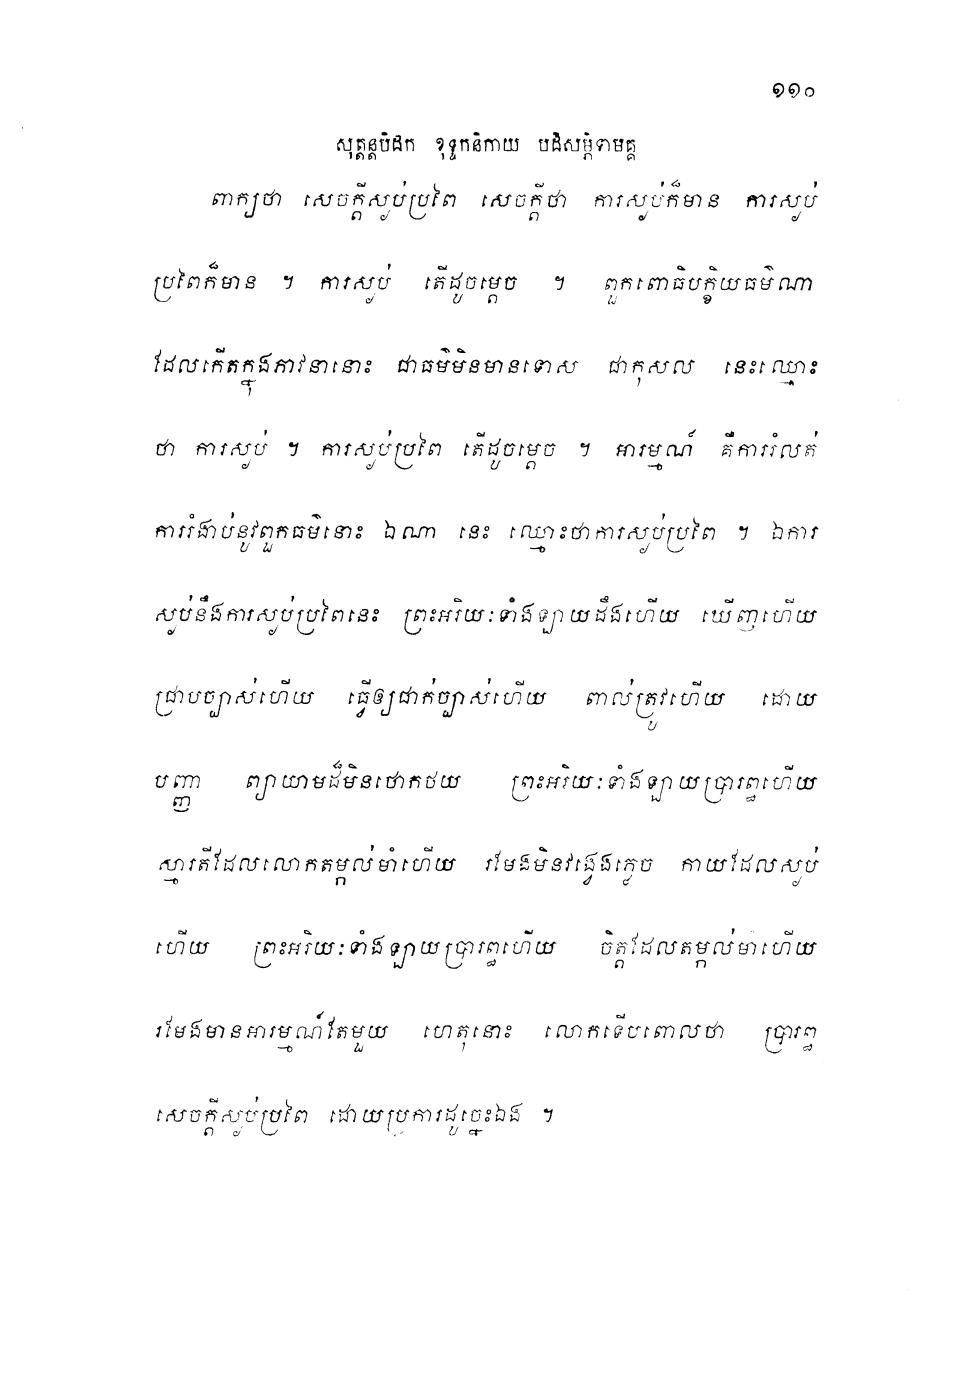 ១១០
សុត្តន្តបិដក ខុទ្ទកនិកាយ បដិសម្ភិទាមគ្គ
ពាក្យថា សេចក្តីស្ងប់ប្រពៃ សេចក្តីថា ការស្ងប់ក៏មាន ការស្ងប់
ប្រពៃក៏មាន ។ ការស្ងប់ តើដូចម្តេច ។ ពួកពោធិបក្ខិយធម៌ណា
ដែលកើតក្នុងភាវនានោះ ជាធម៌មិនមានទោស ជាកុសល នេះឈ្មោះ
ថា ការស្ងប់ ។ ការស្ងប់ប្រពៃ តើដូចម្តេច ។ អារម្មណ៍ គឺការរំលត់
ការរំងាប់នូវពួកធម៌នោះ ឯណា នេះ ឈ្មោះថាការស្ងប់ប្រពៃ ។ ឯការ
ស្ងប់នឹងការស្ងប់ប្រពៃនេះ ព្រះអរិយៈទាំងឡាយដឹងហើយ ឃើញហើយ
ជ្រាបច្បាស់ហើយ ធ្វើឲ្យជាក់ច្បាស់ហើយ ពាល់ត្រូវហើយ ដោយ
បញ្ញា ព្យាយាមដ៏មិនថោកថយ ព្រះអរិយៈទាំងឡាយប្រារព្ធហើយ
ស្មារតីដែលលោកតម្កល់មាំហើយ រមែងមិនវង្វេងភ្លេច កាយដែលស្ងប់
ហើយ ព្រះអរិយៈទាំងឡាយប្រារព្ធហើយ ចិត្តដែលតម្កល់មាំហើយ
រមែងមានអារម្មណ៍តែមួយ ហេតុនោះ លោកទើបពោលថា ប្រារព្ធ
សេចក្តីស្ងប់ប្រពៃ ដោយប្រការដូច្នេះឯង ។